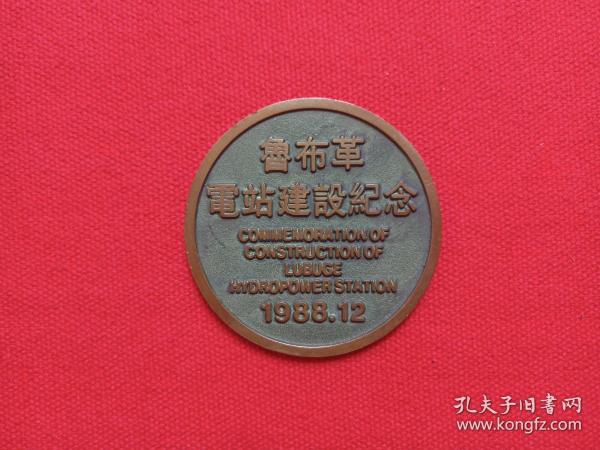 魯布革
電站建設紀念
COMMEMORATION OF
CONSTRUCTION OF
LUBUGE
HYDROPOWER STATION
1988.12
孔夫子旧書网
www.kongfz.com